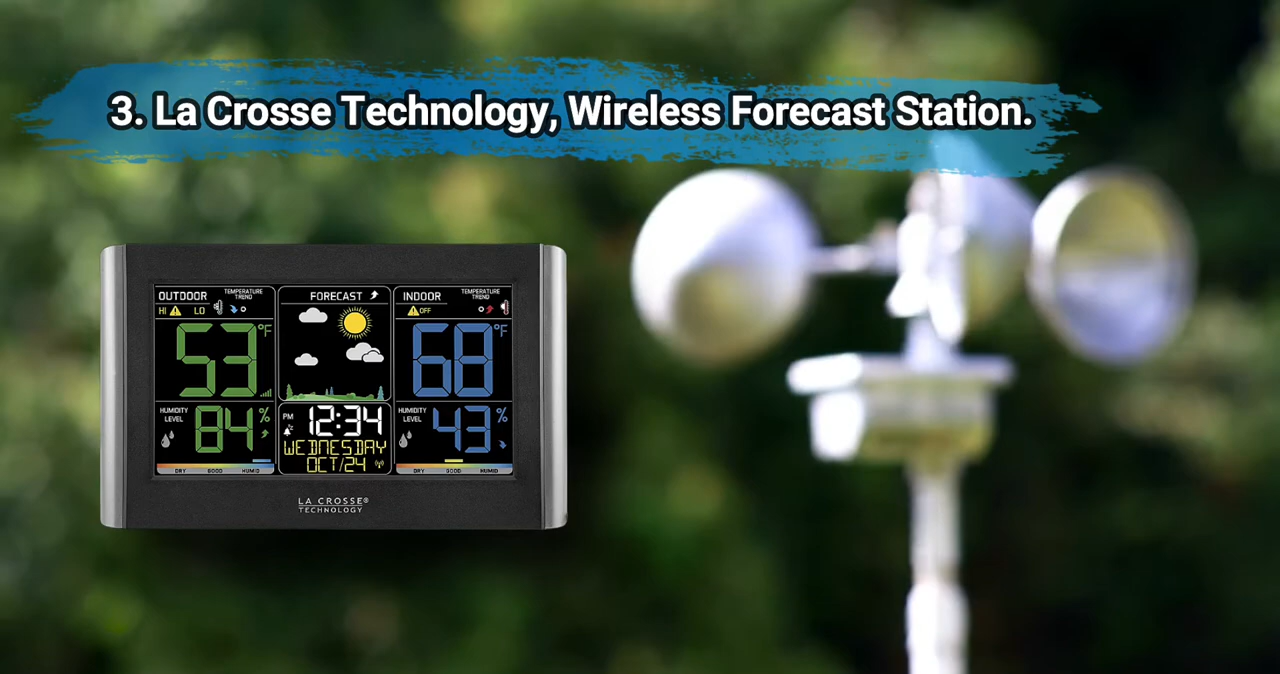 3. La Crosse Technology, Wireless Forecast Station.
OUTDOOR
TEMPERATURE
TREND
HI
LO
53°F
HUMIDITY
LEVEL
84%
DRY GOOD HUMID
FORECAST
PM 12:34
WEDNESDAY
OCT/24
INDOOR
TEMPERATURE
TREND
OFF
68°F
HUMIDITY
LEVEL
43%
DRY GOOD HUMID
LA CROSSE®
TECHNOLOGY